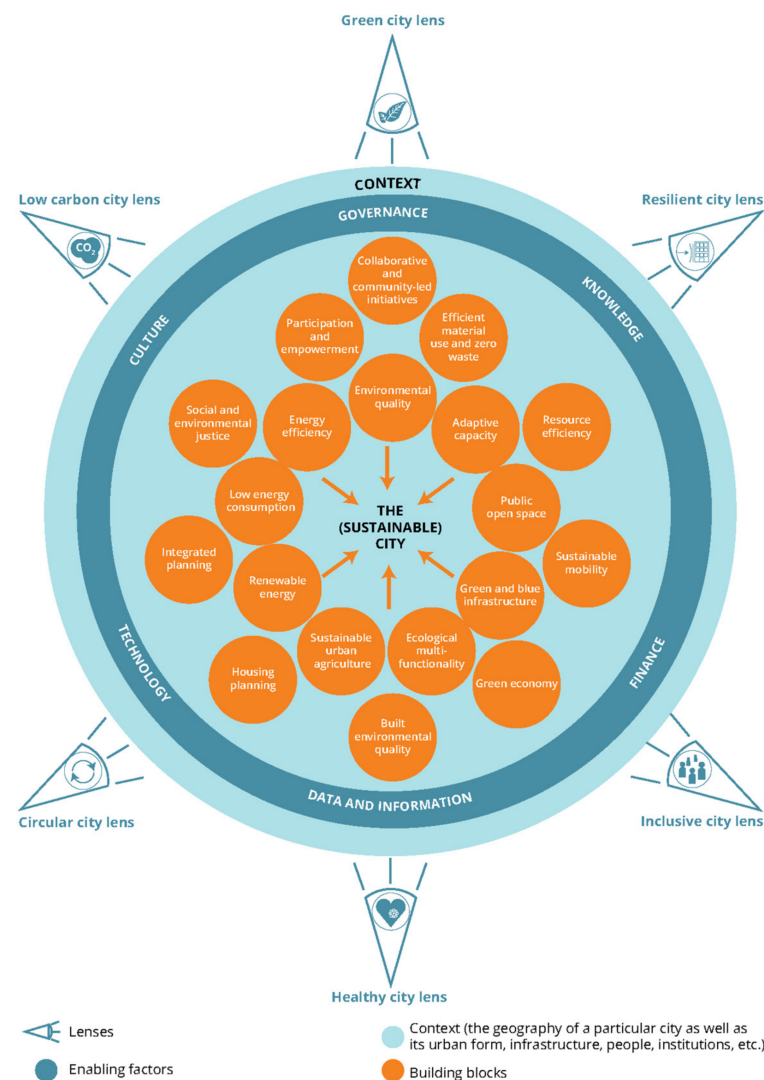 Green city lens
Low carbon city lens
Resilient city lens
CO2
CONTEXT
GOVERNANCE
CULTURE
KNOWLEDGE
Collaborative
and
community-led
initiatives
Participation
and
empowerment
Efficient
material
use and zero
waste
Environmental
quality
Social and
environmental
justice
Energy
efficiency
Adaptive
capacity
Resource
efficiency
Low energy
consumption
Public
open space
THE
(SUSTAINABLE)
CITY
Integrated
planning
Sustainable
mobility
Renewable
energy
Green and blue
infrastructure
Sustainable
urban
agriculture
Ecological
multi-
functionality
Housing
planning
Green economy
Built
environmental
quality
TECHNOLOGY
FINANCE
DATA AND INFORMATION
Circular city lens
Inclusive city lens
Healthy city lens
Lenses
Enabling factors
Context (the geography of a particular city as well as
its urban form, infrastructure, people, institutions, etc.)
Building blocks